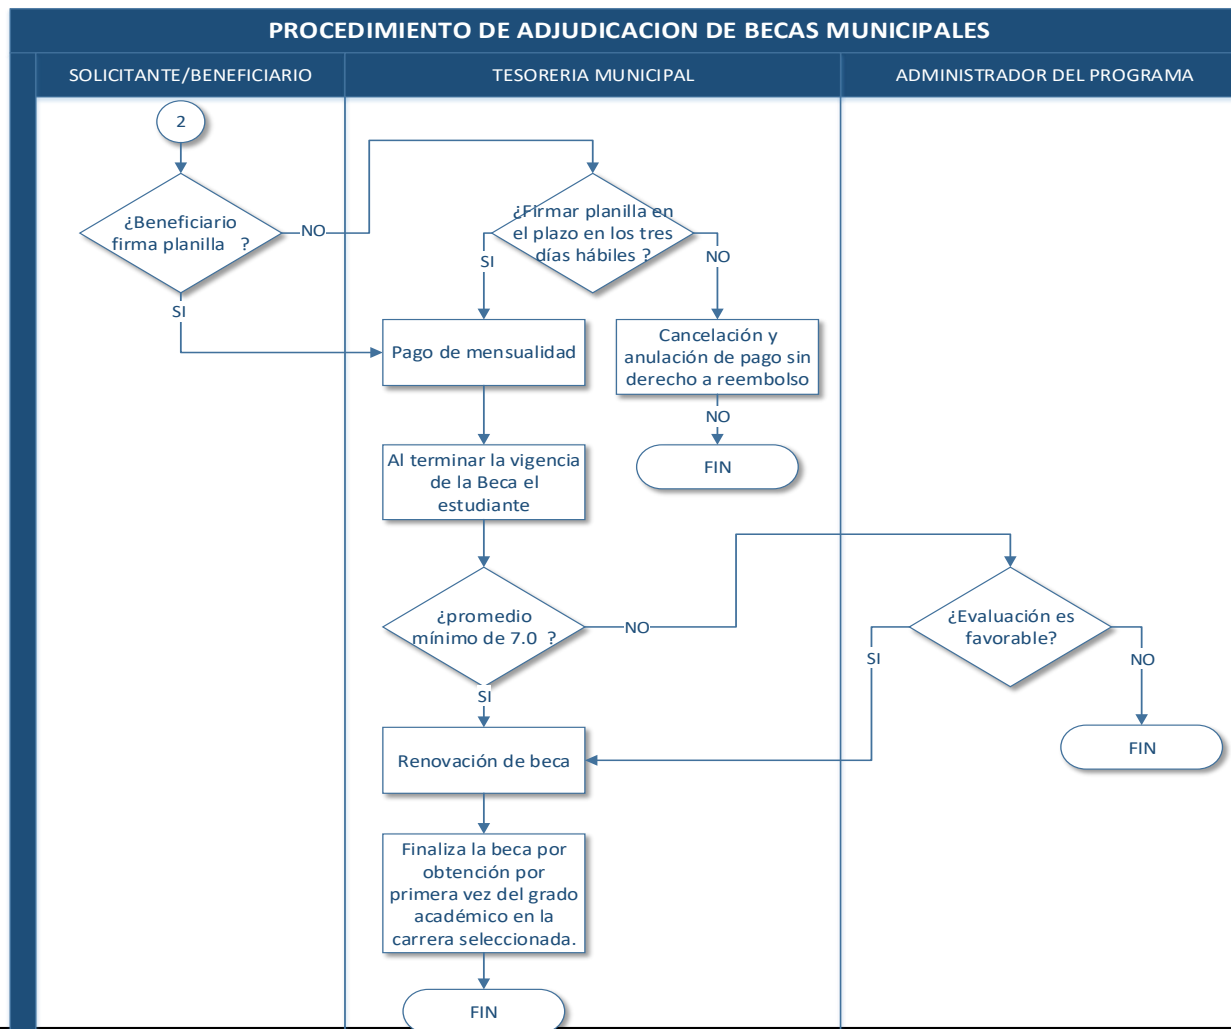 PROCEDIMIENTO DE ADJUDICACION DE BECAS MUNICIPALES
SOLICITANTE/BENEFICIARIO
TESORERIA MUNICIPAL
ADMINISTRADOR DEL PROGRAMA
2
¿Beneficiario
firma planilla ?
NO
SI
¿Firmar planilla en
el plazo en los tres
días hábiles ?
SI
NO
Pago de mensualidad
Cancelación y
anulación de pago sin
derecho a reembolso
NO
FIN
Al terminar la vigencia
de la Beca el
estudiante
¿promedio
mínimo de 7.0 ?
NO
SI
¿Evaluación es
favorable?
SI
NO
FIN
Renovación de beca
Finaliza la beca por
obtención por
primera vez del grado
académico en la
carrera seleccionada.
FIN